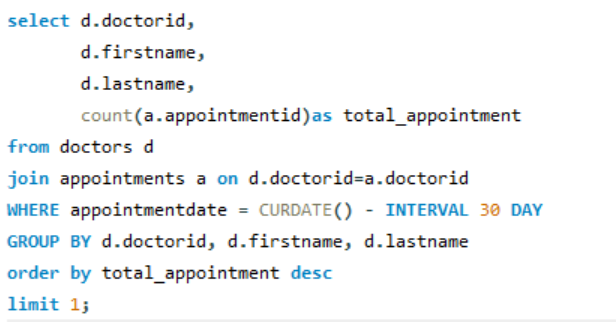 select d.doctorid,
d.firstname,
d.lastname,
count(a.appointmentid)as total_appointment
from doctors d
join appointments a on d.doctorid=a.doctorid
WHERE appointmentdate = CURDATE() - INTERVAL 30 DAY
GROUP BY d.doctorid, d.firstname, d.lastname
order by total_appointment desc
limit 1;